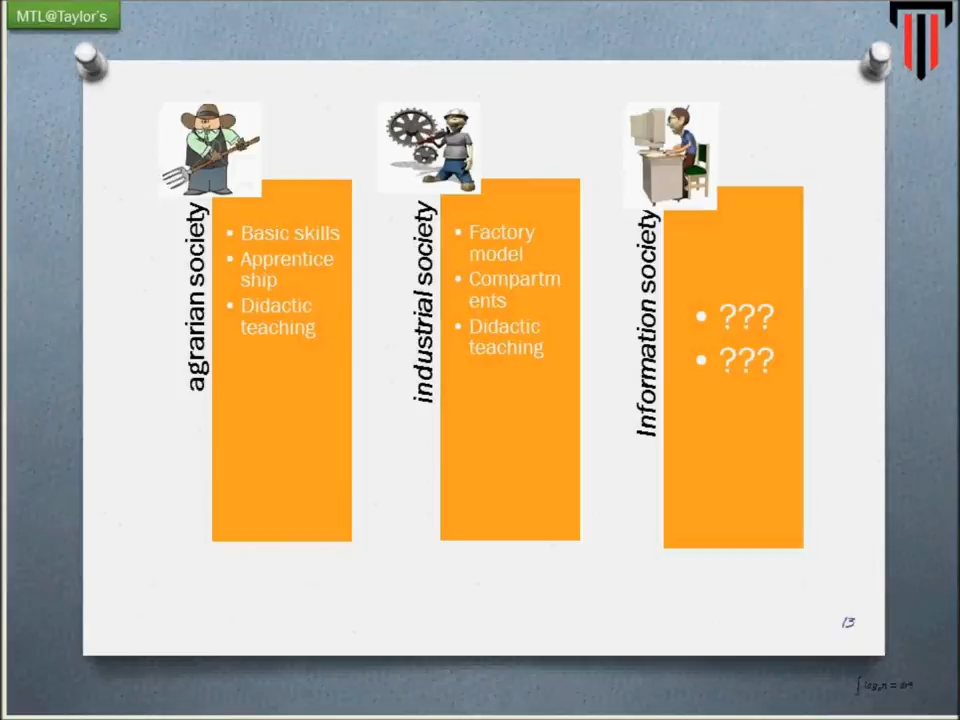 MTL@Taylor's
agrarian society
• Basic skills
• Apprentice
ship
• Didactic
teaching
industrial society
• Factory
model
• Compartm
ents
• Didactic
teaching
Information society
• ???
• ???
13